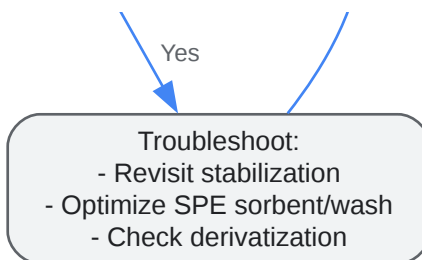 Yes
Troubleshoot:
- Revisit stabilization
- Optimize SPE sorbent/wash
- Check derivatization